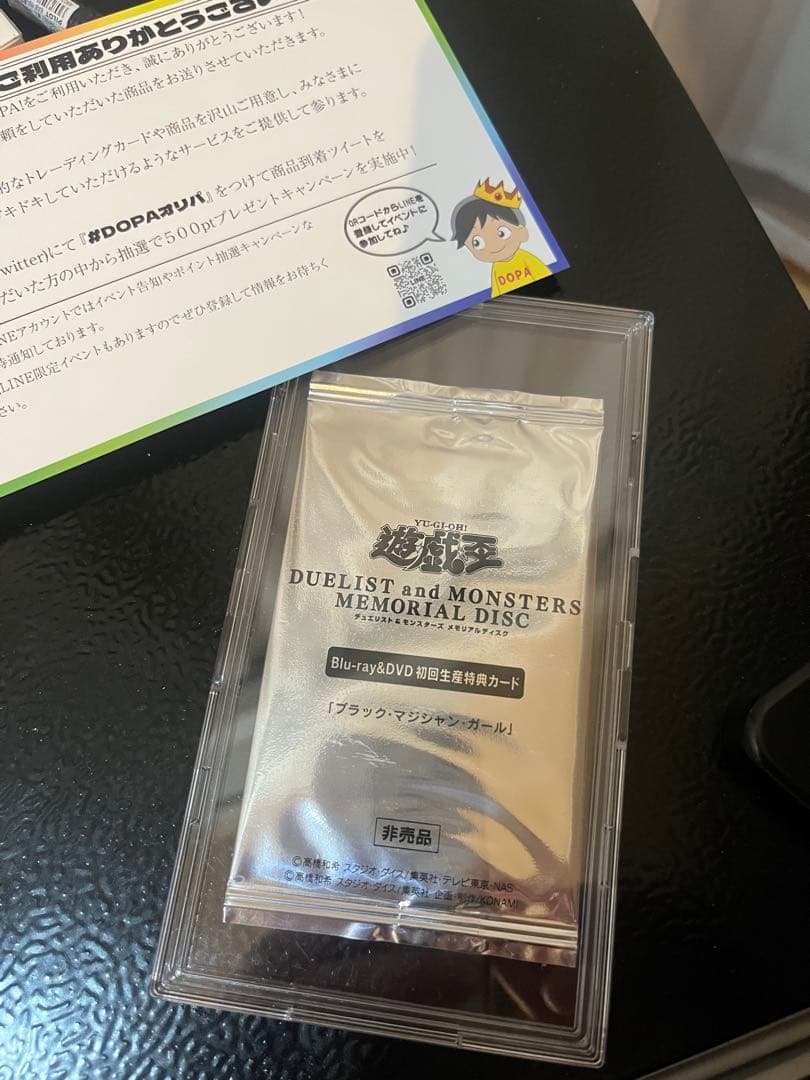 ご利用ありがとうござ
PA!をご利用いただき、誠にありがとうございます!
頼をしていただいた商品をお送りさせていただきます。
的なトレーディングカードや商品を沢山ご用意し、みなさまに
キドキしていただけるようなサービスをご提供して参ります。
witter)にて『#DOPAオリパ』をつけて商品到着ツイートを
だいた方の中から抽選で500ptプレゼントキャンペーンを実施中!
NEアカウントではイベント告知やポイント抽選キャンペーンな
時通知しております。
LINE限定イベントもありますのでぜひ登録して情報をお待ちく
さい。
QRコードからLINEを
登録してイベントに
参加してね♪
LINE
DOPA
YU-GI-OH!
遊戯王
DUELIST and MONSTERS
MEMORIAL DISC
デュエリスト&モンスターズ メモリアルディスク
Blu-ray&DVD 初回生産特典カード
「ブラック・マジシャン・ガール」
非売品
©高橋和希 スタジオ・ダイス/集英社・テレビ東京・NAS
©高橋和希 スタジオ・ダイス/集英社 企画・制作/KONAMI